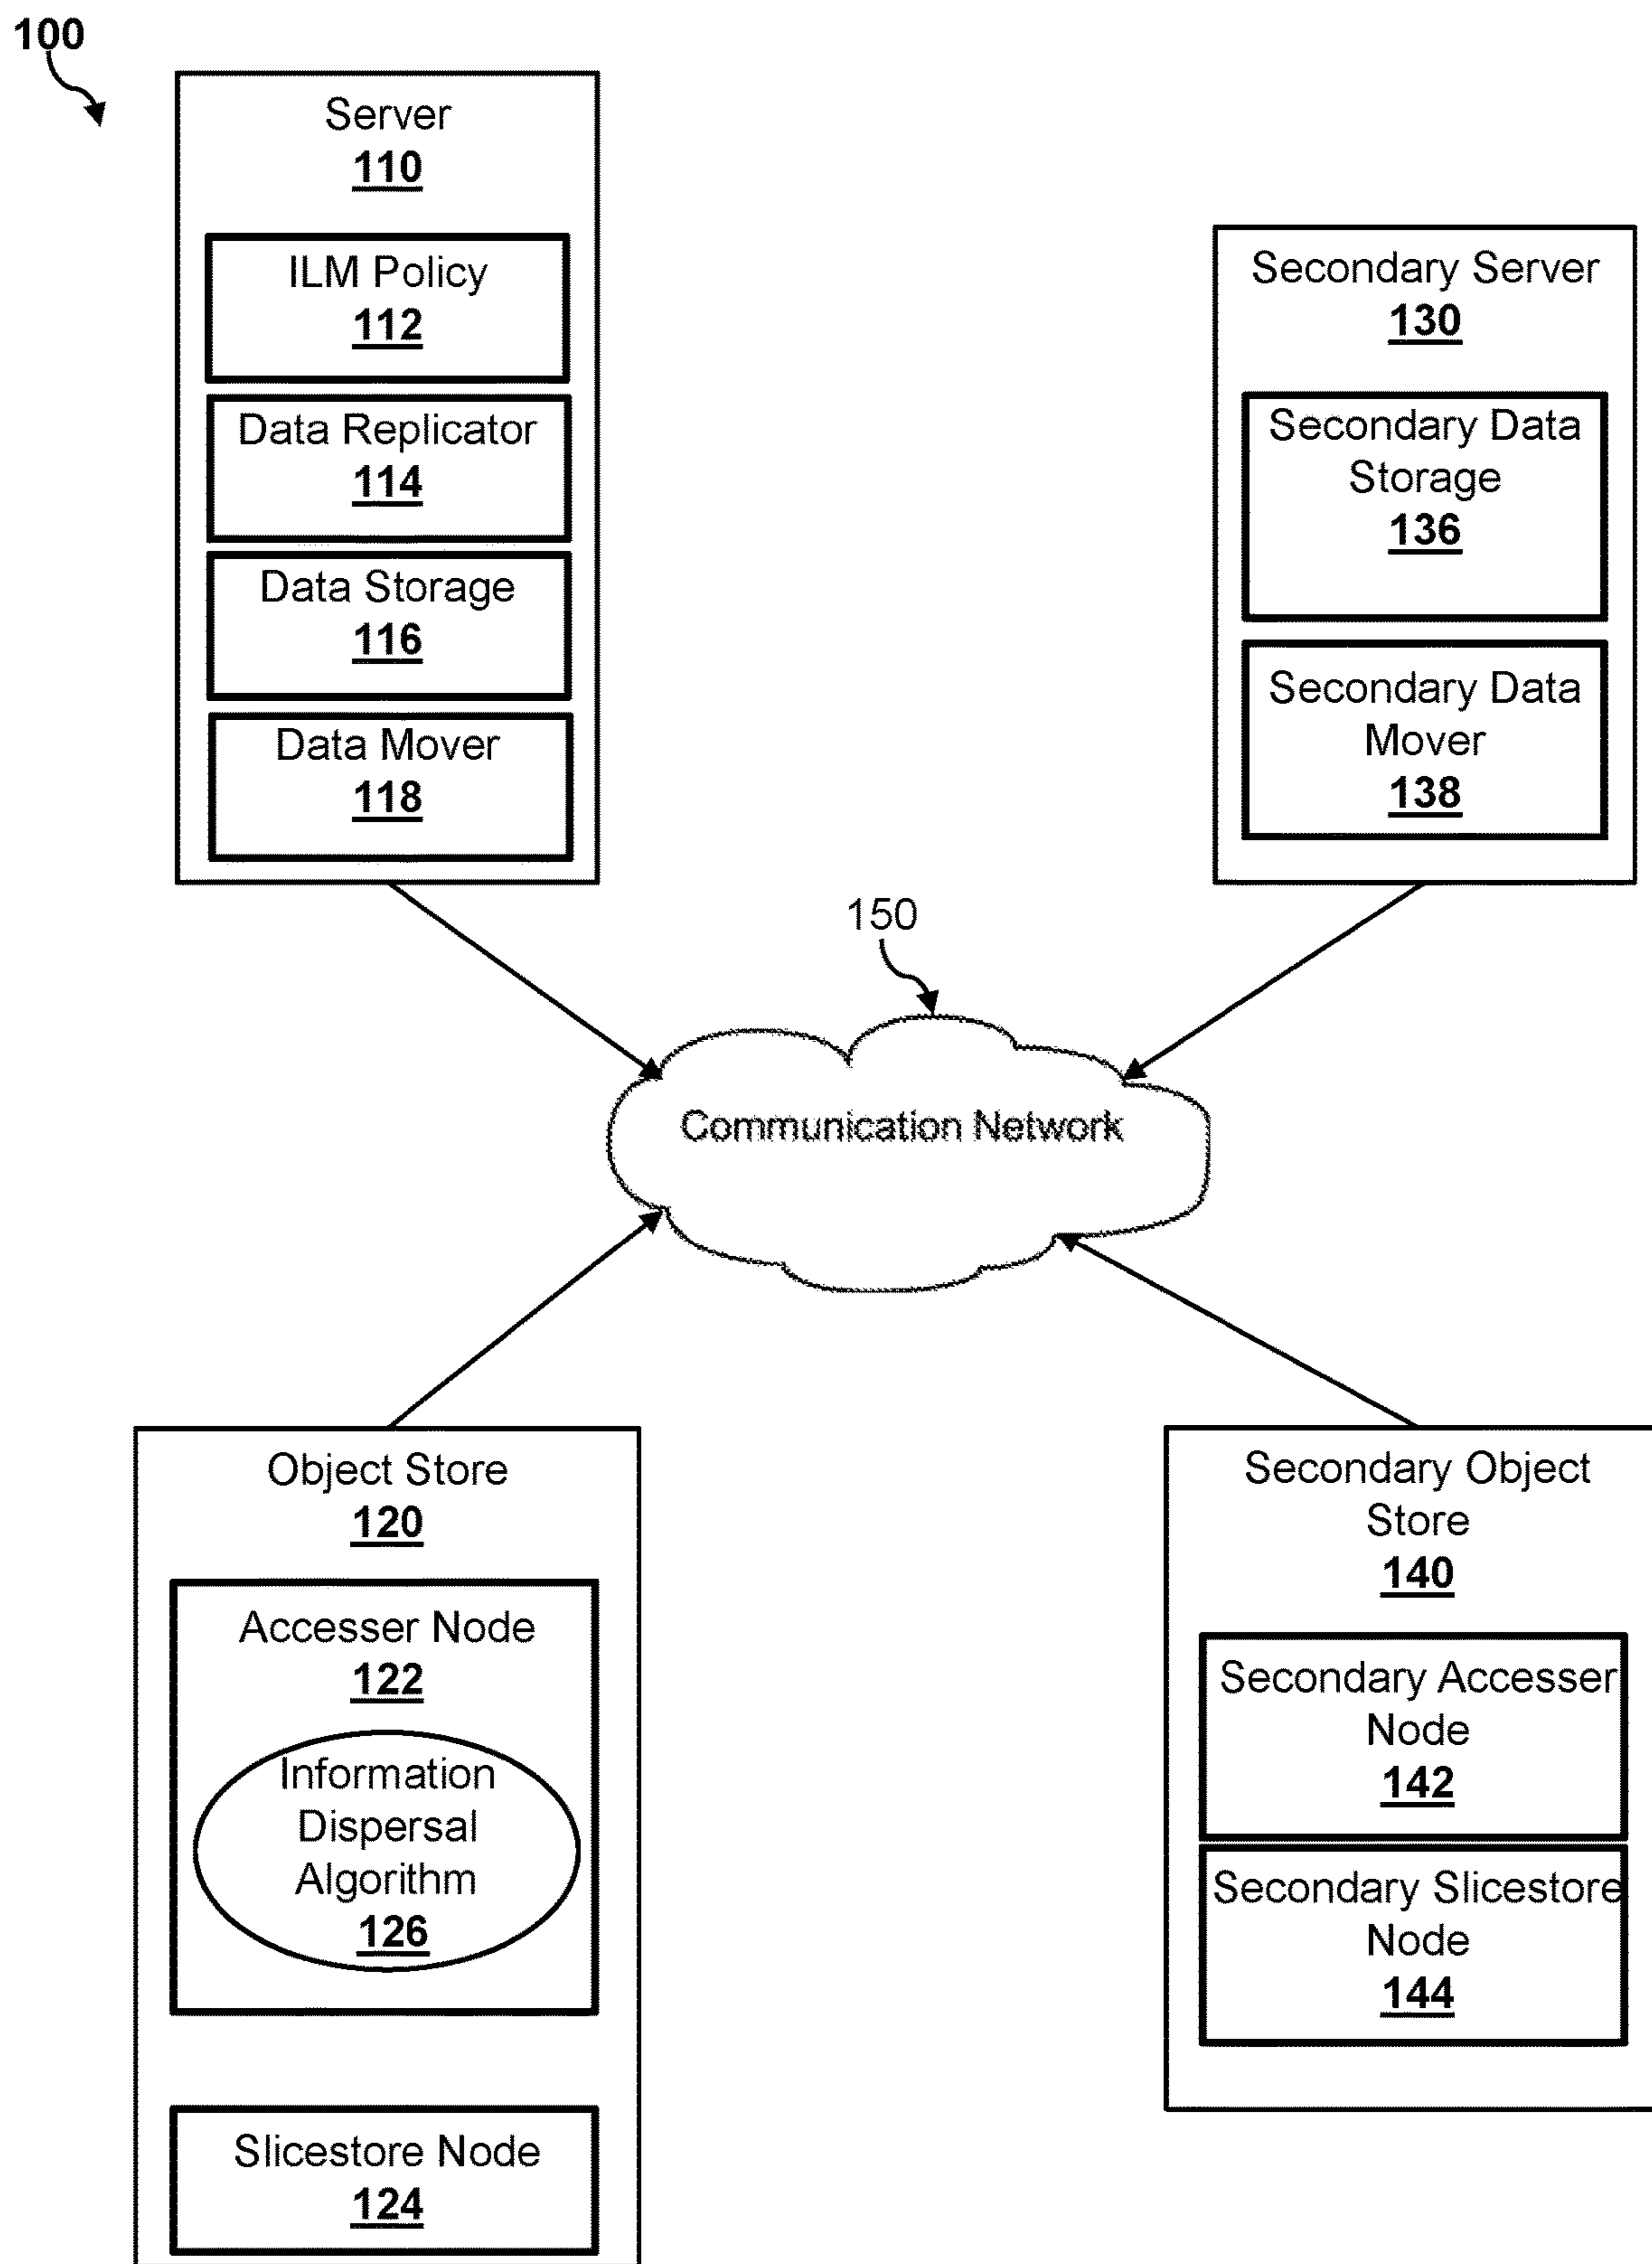 100
Server
110
ILM Policy
112
Data Replicator
114
Data Storage
116
Data Mover
118
Secondary Server
130
Secondary Data
Storage
136
Secondary Data
Mover
138
150
Communication Network
Object Store
120
Accesser Node
122
Information
Dispersal
Algorithm
126
Slicestore Node
124
Secondary Object
Store
140
Secondary Accesser
Node
142
Secondary Slicestore
Node
144